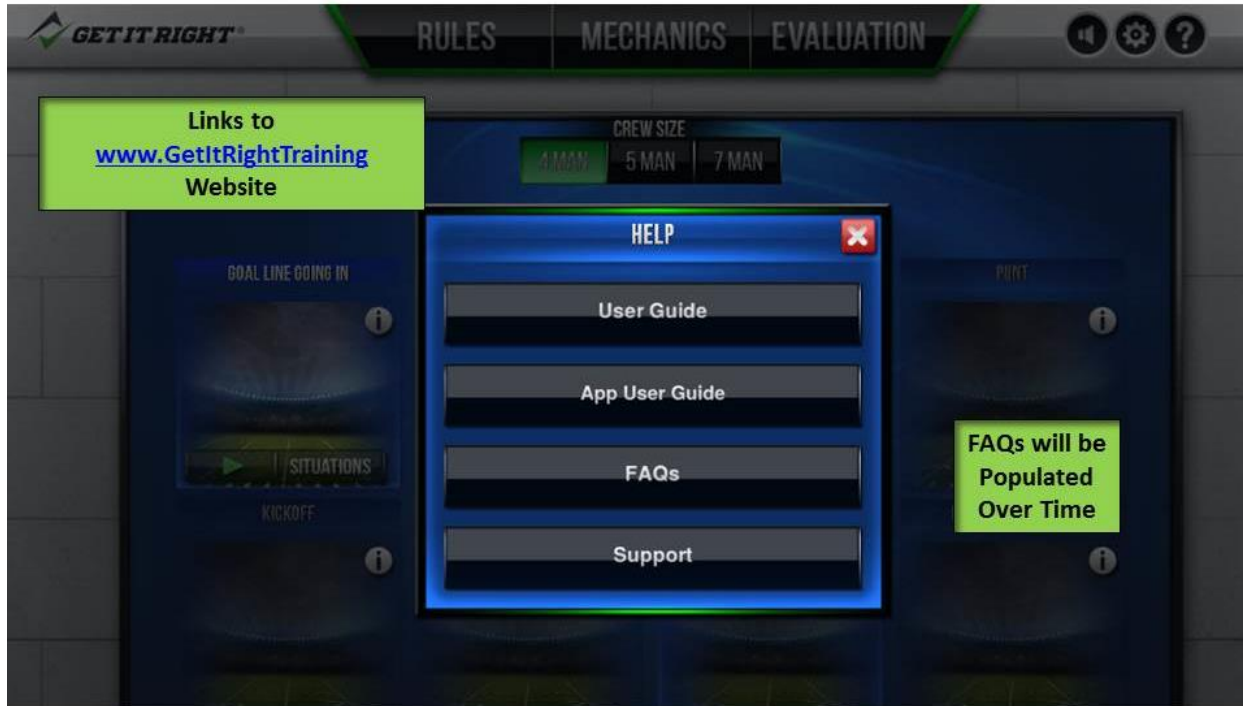 GET IT RIGHT®
RULES
MECHANICS
EVALUATION
Links to
www.GetItRightTraining
Website
CREW SIZE
4 MAN
5 MAN
7 MAN
HELP
GOAL LINE GOING IN
PUNT
User Guide
App User Guide
FAQs
Support
SITUATIONS
KICKOFF
FAQs will be
Populated
Over Time